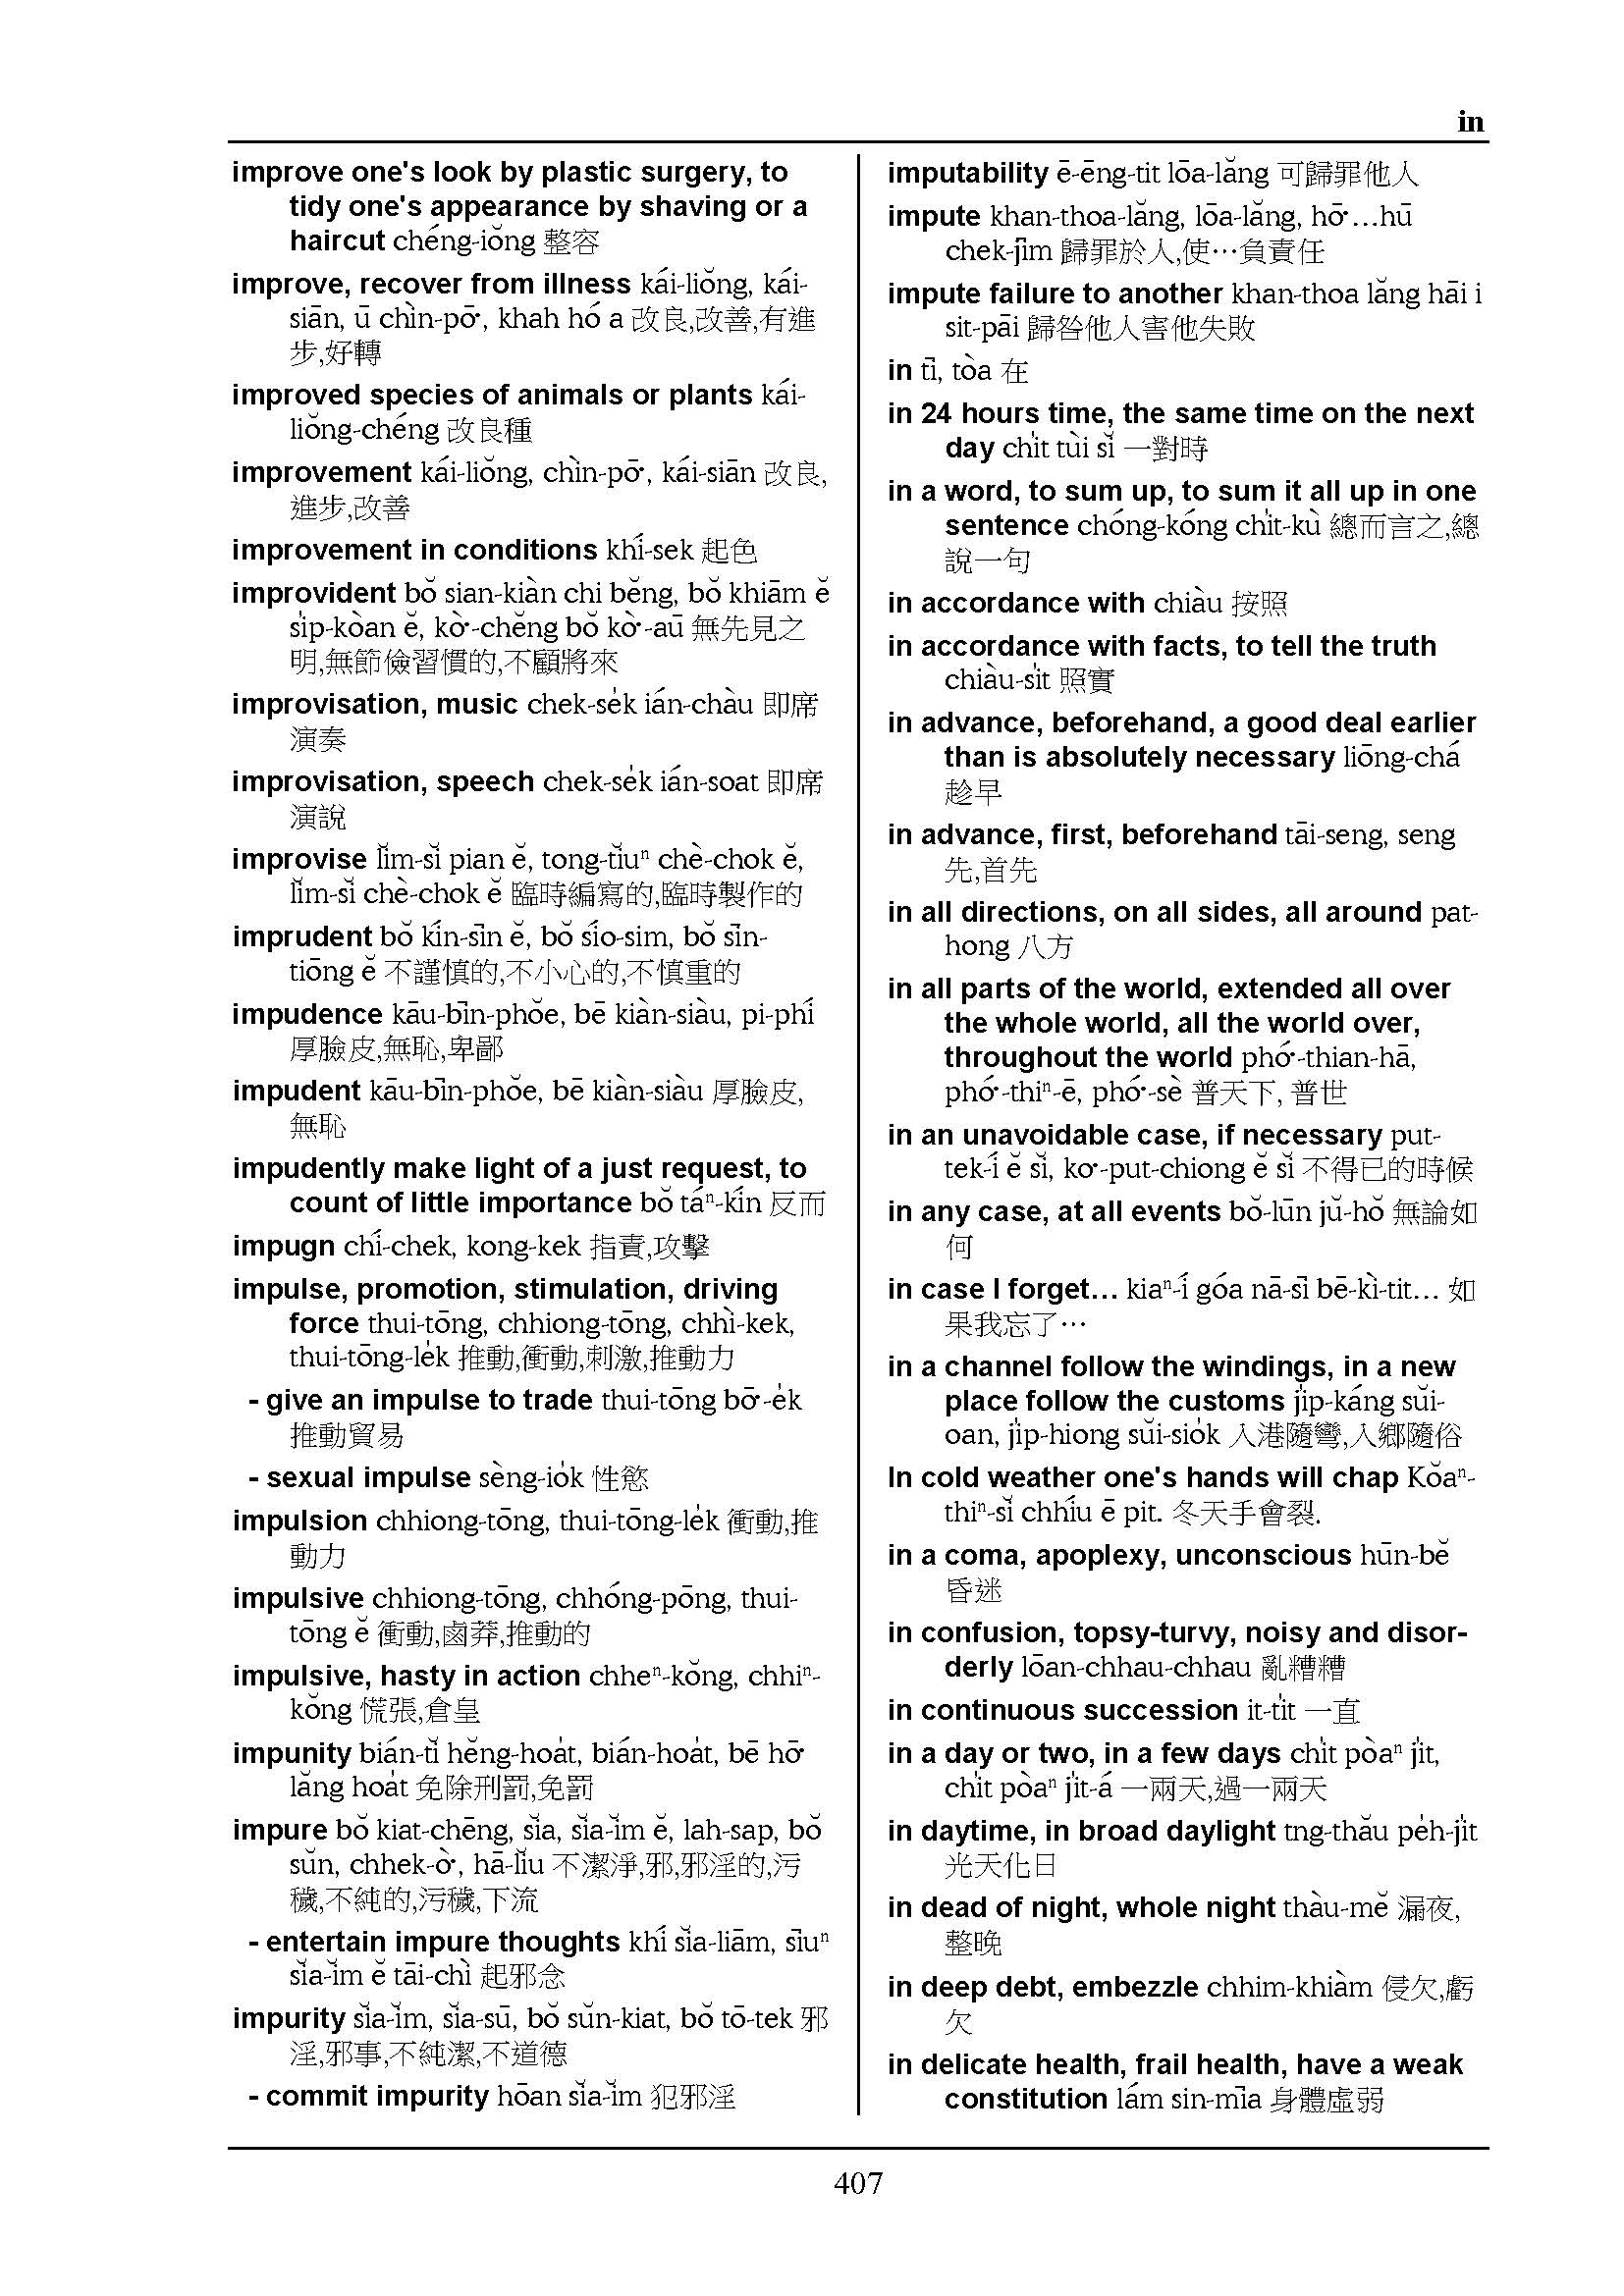 in
improve one's look by plastic surgery, to
tidy one's appearance by shaving or a
haircut chéng-iŏng 整容
improve, recover from illness kái-liŏng, kái-
siān, ū chìn-pō͘, khah hó a 改良,改善,有進
步,好轉
improved species of animals or plants kái-
liŏng-chéng 改良種
improvement kái-liŏng, chìn-pō͘, kái-siān 改良,
進步,改善
improvement in conditions khí-sek 起色
improvident bŏ sian-kiàn chi bĕng, bŏ khiām ĕ
si̍p-kòan ĕ, kò͘-chĕng bŏ kò͘-aū 無先見之
明,無節儉習慣的,不顧將來
improvisation, music chek-se̍k ián-chàu 即席
演奏
improvisation, speech chek-se̍k ián-soat 即席
演說
improvise lĭm-sĭ pian ĕ, tong-tĭuⁿ chè-chok ĕ,
lĭm-sĭ chè-chok ĕ 臨時編寫的,臨時製作的
imprudent bŏ kín-sīn ĕ, bŏ sío-sim, bŏ sīn-
tiōng ĕ 不謹慎的,不小心的,不慎重的
impudence kāu-bīn-phŏe, bē kiàn-siàu, pi-phí
厚臉皮,無恥,卑鄙
impudent kāu-bīn-phŏe, bē kiàn-siàu 厚臉皮,
無恥
impudently make light of a just request, to
count of little importance bŏ táⁿ-kín 反而
impugn chí-chek, kong-kek 指責,攻擊
impulse, promotion, stimulation, driving
force thui-tōng, chhiong-tōng, chhì-kek,
thui-tōng-le̍k 推動,衝動,刺激,推動力
- give an impulse to trade thui-tōng bō͘-e̍k
推動貿易
- sexual impulse sèng-io̍k 性慾
impulsion chhiong-tōng, thui-tōng-le̍k 衝動,推
動力
impulsive chhiong-tōng, chhóng-pōng, thui-
tōng ĕ 衝動,鹵莽,推動的
impulsive, hasty in action chheⁿ-kŏng, chhiⁿ-
kŏng 慌張,倉皇
impunity bián-tĭ hĕng-hoa̍t, bián-hoa̍t, bē hō͘
lăng hoa̍t 免除刑罰,免罰
impure bŏ kiat-chēng, sĭa, sĭa-ĭm ĕ, lah-sap, bŏ
sŭn, chhek-ò͘, hā-lĭu 不潔淨,邪,邪淫的,污
穢,不純的,污穢,下流
- entertain impure thoughts khí sĭa-liām, sīuⁿ
sĭa-ĭm ĕ tāi-chì 起邪念
impurity sĭa-ĭm, sĭa-sū, bŏ sŭn-kiat, bŏ tō-tek 邪
淫,邪事,不純潔,不道德
- commit impurity hōan sĭa-ĭm 犯邪淫
imputability ē-ēng-tit lōa-lăng 可歸罪他人
impute khan-thoa-lăng, lōa-lăng, hō͘…hū
chek-jīm 歸罪於人,使…負責任
impute failure to another khan-thoa lăng hāi i
sit-pāi 歸咎他人害他失敗
in tī, tòa 在
in 24 hours time, the same time on the next
day chi̍t tùi sĭ 一對時
in a word, to sum up, to sum it all up in one
sentence chóng-kóng chi̍t-kù 總而言之,總
說一句
in accordance with chiàu 按照
in accordance with facts, to tell the truth
chiàu-si̍t 照實
in advance, beforehand, a good deal earlier
than is absolutely necessary liōng-chá
趁早
in advance, first, beforehand tāi-seng, seng
先,首先
in all directions, on all sides, all around pat-
hong 八方
in all parts of the world, extended all over
the whole world, all the world over,
throughout the world phó͘-thian-hā,
phó͘-thiⁿ-ē, phó͘-sè 普天下, 普世
in an unavoidable case, if necessary put-
tek-í ĕ sĭ, ko͘-put-chiong ĕ sĭ 不得已的時候
in any case, at all events bŏ-lūn jŭ-hŏ 無論如
何
in case I forget… kiaⁿ-í góa nā-sī bē-kì-tit… 如
果我忘了…
in a channel follow the windings, in a new
place follow the customs ji̍p-káng sŭi-
oan, ji̍p-hiong sŭi-sio̍k 入港隨彎,入鄉隨俗
In cold weather one's hands will chap Kŏaⁿ-
thiⁿ-sĭ chhíu ē pit. 冬天手會裂.
in a coma, apoplexy, unconscious hūn-bĕ
昏迷
in confusion, topsy-turvy, noisy and disor-
derly lōan-chhau-chhau 亂糟糟
in continuous succession it-ti̍t 一直
in a day or two, in a few days chi̍t pòaⁿ ji̍t,
chi̍t pòaⁿ ji̍t-á 一兩天,過一兩天
in daytime, in broad daylight tng-thău pe̍h-ji̍t
光天化日
in dead of night, whole night thàu-mĕ 漏夜,
整晚
in deep debt, embezzle chhim-khiàm 侵欠,虧
欠
in delicate health, frail health, have a weak
constitution lám sin-mīa 身體虛弱
407